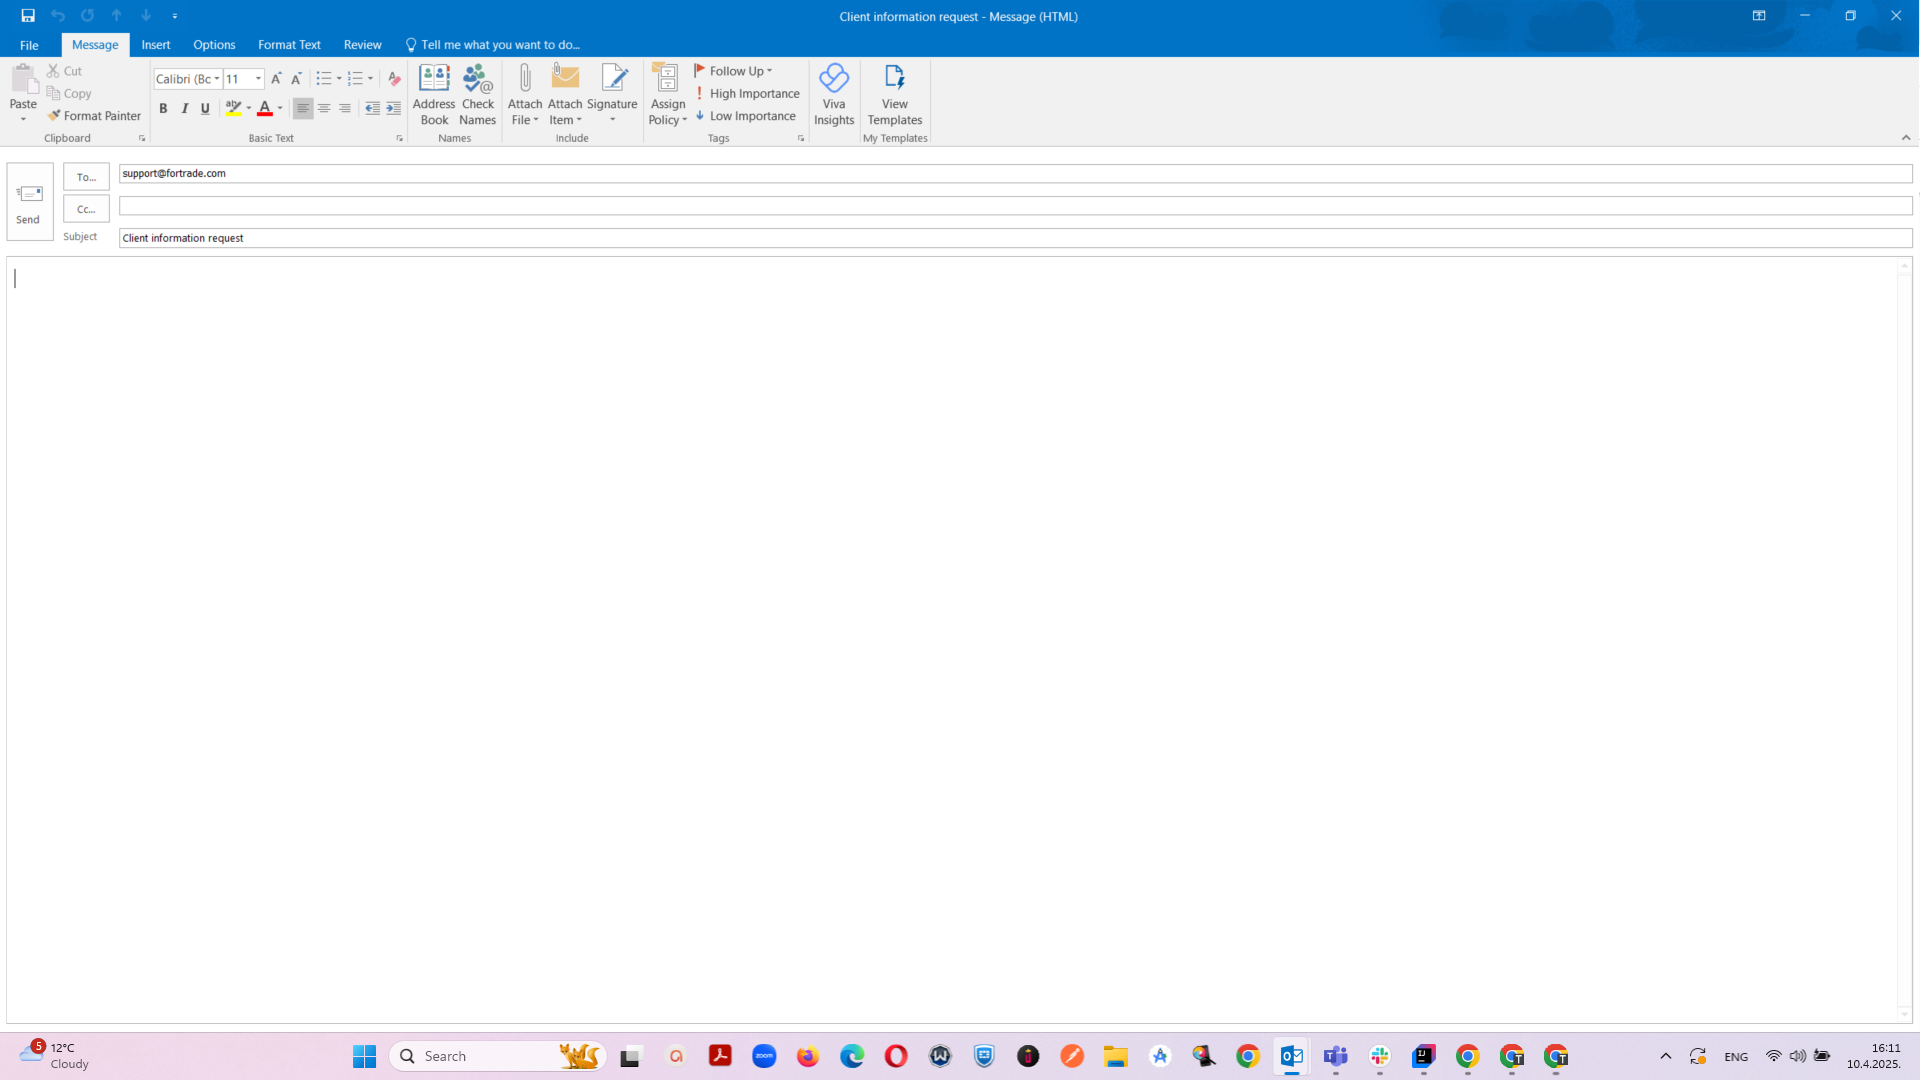 Client information request - Message (HTML)
File Message Insert Options Format Text Review Tell me what you want to do...
Paste
Cut
Copy
Format Painter
Clipboard
Calibri (Bc 11
B I U
Basic Text
Address Book
Check Names
Names
Attach File
Attach Item
Signature
Include
Assign Policy
Follow Up
High Importance
Low Importance
Tags
Viva Insights
View Templates
My Templates
Send
To... support@fortrade.com
Cc...
Subject Client information request
5
12°C
Cloudy
Search
zoom
ENG
16:11
10.4.2025.